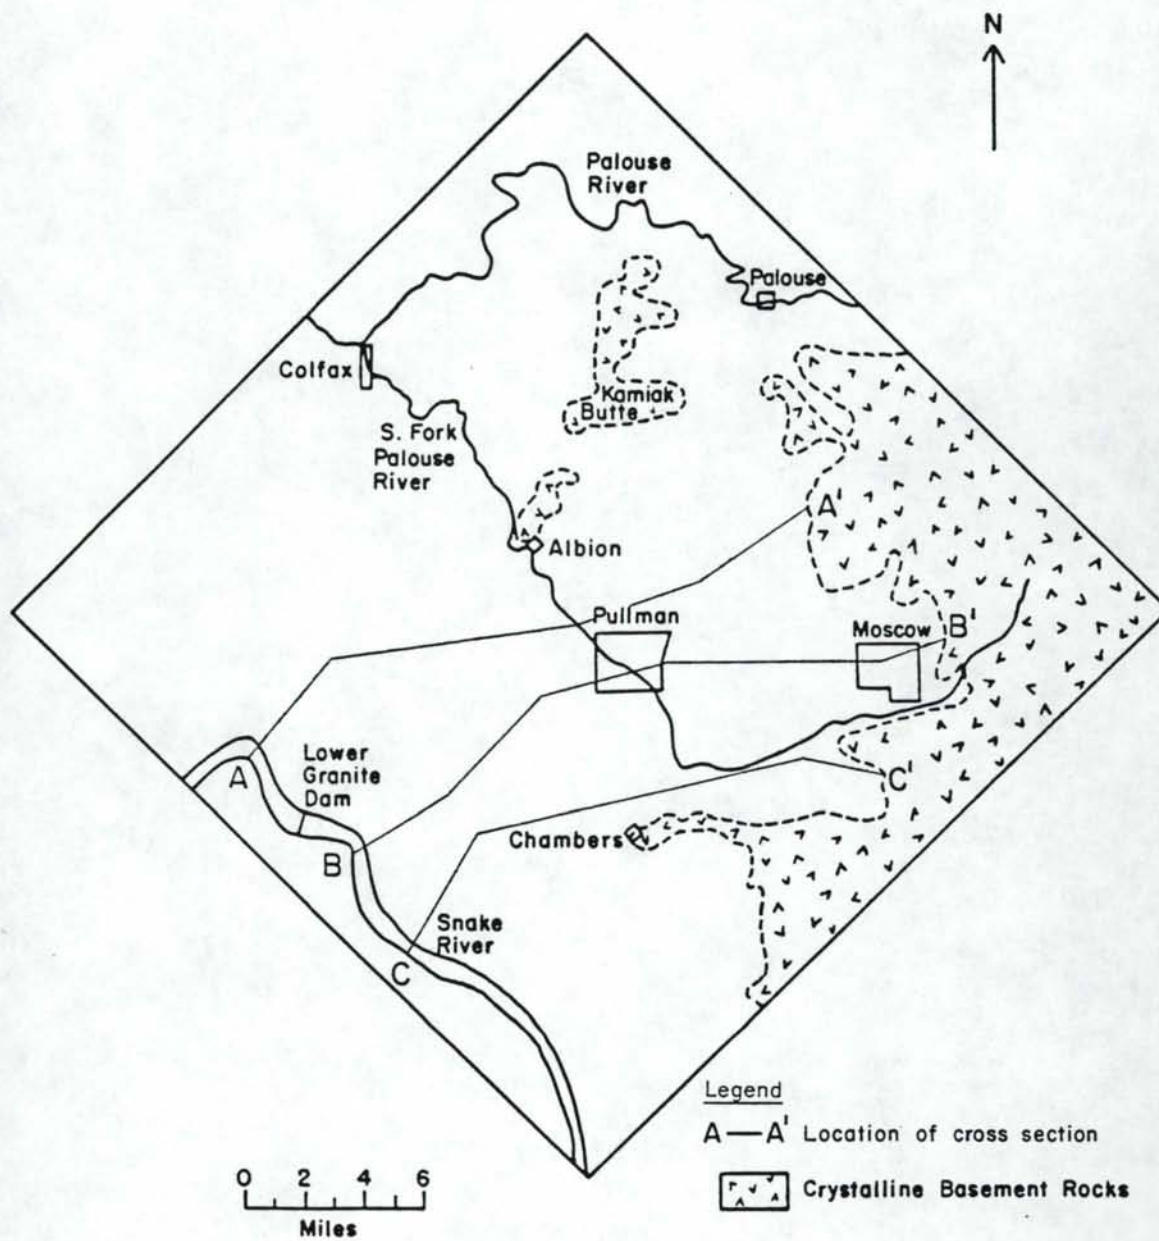 N
Palouse
River
Palouse
Colfax
Kamiak
Butte
S. Fork
Palouse
River
A'
Albion
Pullman
Moscow
B'
Lower
Granite
Dam
A
C'
Chambers
B
Snake
River
C
Legend
A — A' Location of cross section
Crystalline Basement Rocks
0 2 4 6
Miles